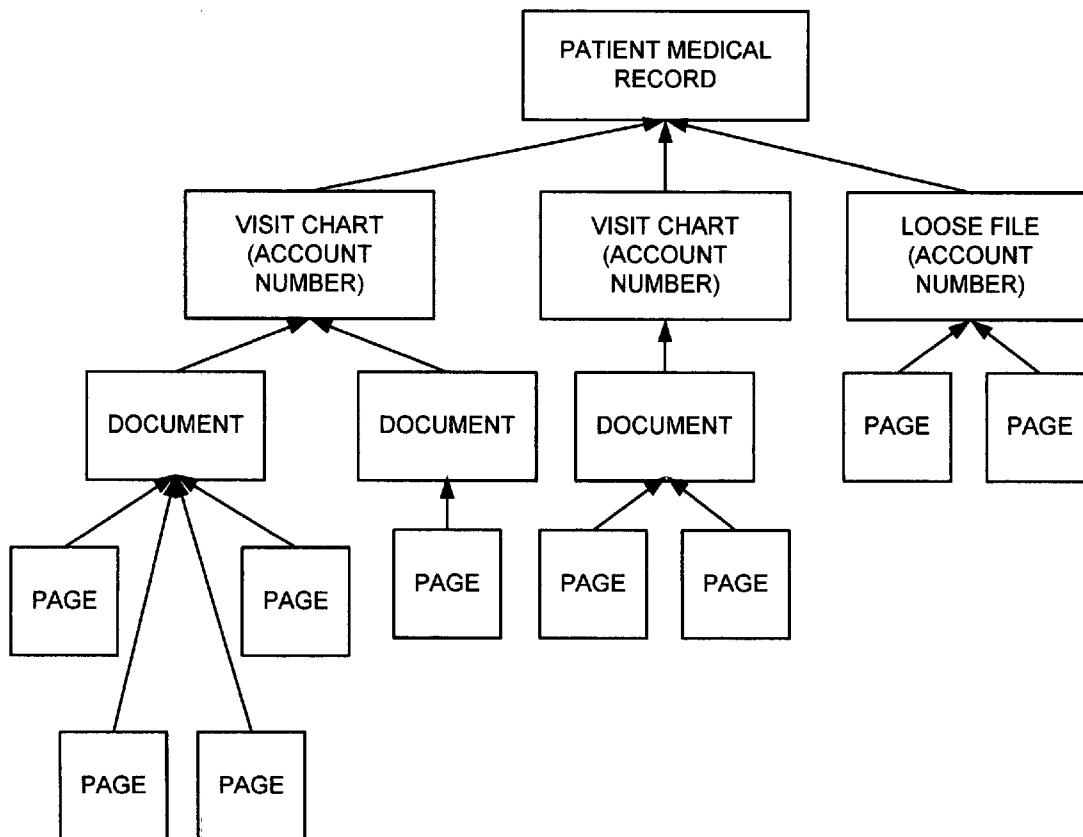 PATIENT MEDICAL
RECORD
VISIT CHART
(ACCOUNT
NUMBER)
VISIT CHART
(ACCOUNT
NUMBER)
LOOSE FILE
(ACCOUNT
NUMBER)
DOCUMENT
DOCUMENT
DOCUMENT
PAGE
PAGE
PAGE
PAGE
PAGE
PAGE
PAGE
PAGE
PAGE